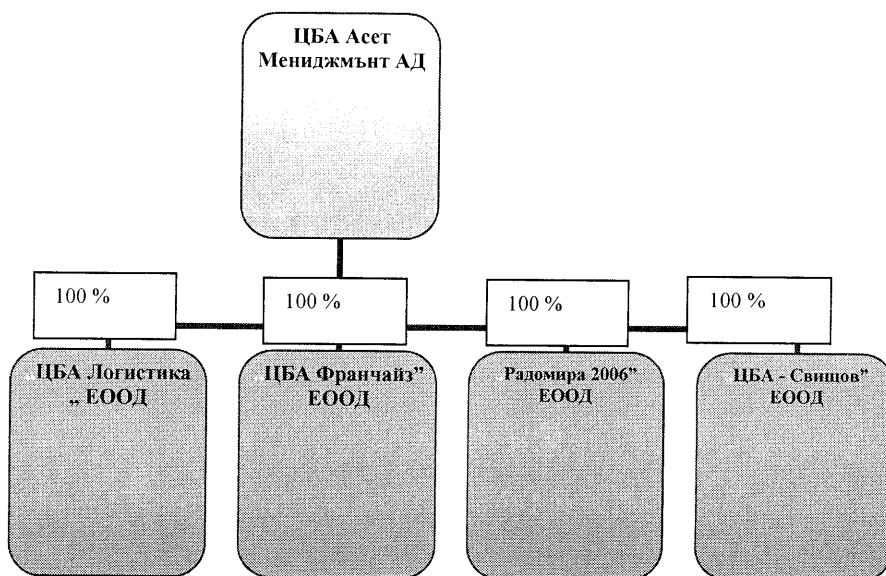 ЦБА Асет
Мениджмънт АД
100 %
100 %
100 %
100 %
„ЦБА Логистика
„ ЕООД
„ЦБА Франчайз”
ЕООД
„Радомира 2006”
ЕООД
„ЦБА - Свищов”
ЕООД